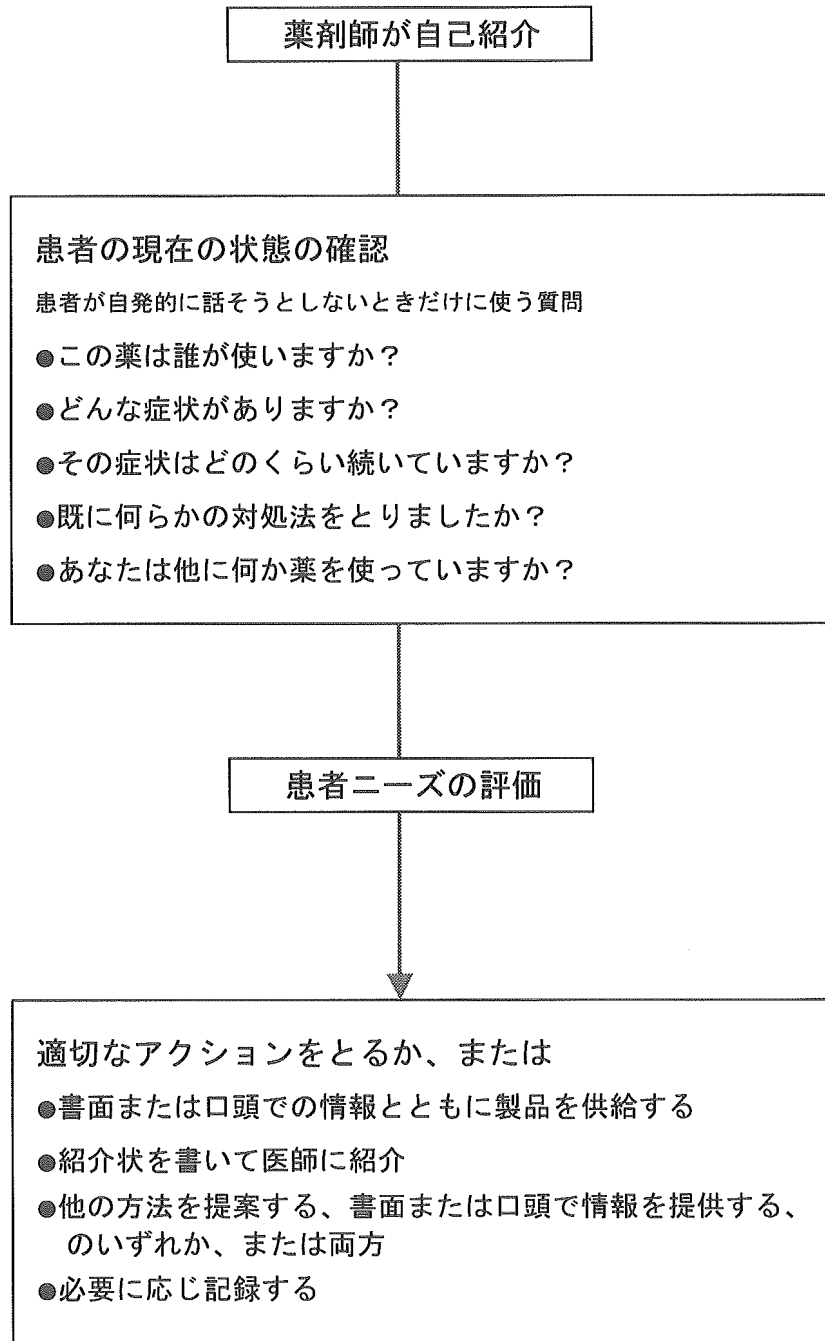 薬剤師が自己紹介
患者の現在の状態の確認
患者が自発的に話そうとしないときだけに使う質問
●この薬は誰が使いますか？
●どんな症状がありますか？
●その症状はどのくらい続いていますか？
●既に何らかの対処法をとりましたか？
●あなたは他に何か薬を使っていますか？
患者ニーズの評価
適切なアクションをとるか、または
●書面または口頭での情報とともに製品を供給する
●紹介状を書いて医師に紹介
●他の方法を提案する、書面または口頭で情報を提供する、
のいずれか、または両方
●必要に応じ記録する